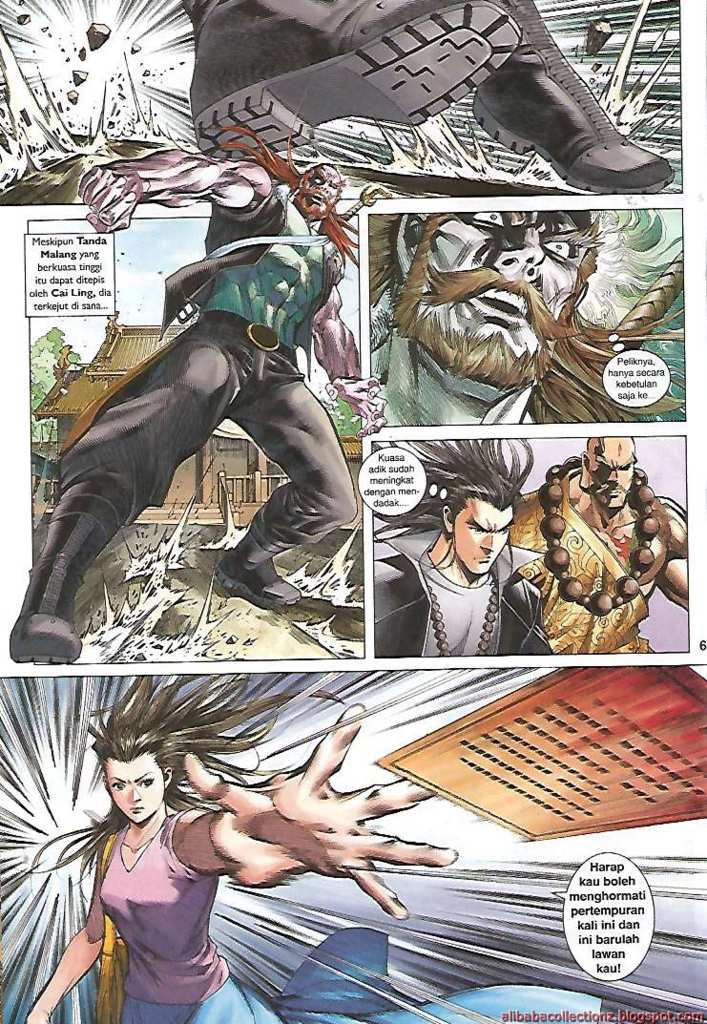 Meskipun Tanda
Malang yang
berkuasa tinggi
itu dapat ditepis
oleh Cai Ling, dia
terkejut di sana...
Peliknya,
hanya secara
kebetulan
saja ke...
Kuasa
adik sudah
meningkat
dengan men-
dadak....
6
Harap
kau boleh
menghormati
pertempuran
kali ini dan
ini barulah
lawan
kau!
alibabacollectionz.blogspot.com